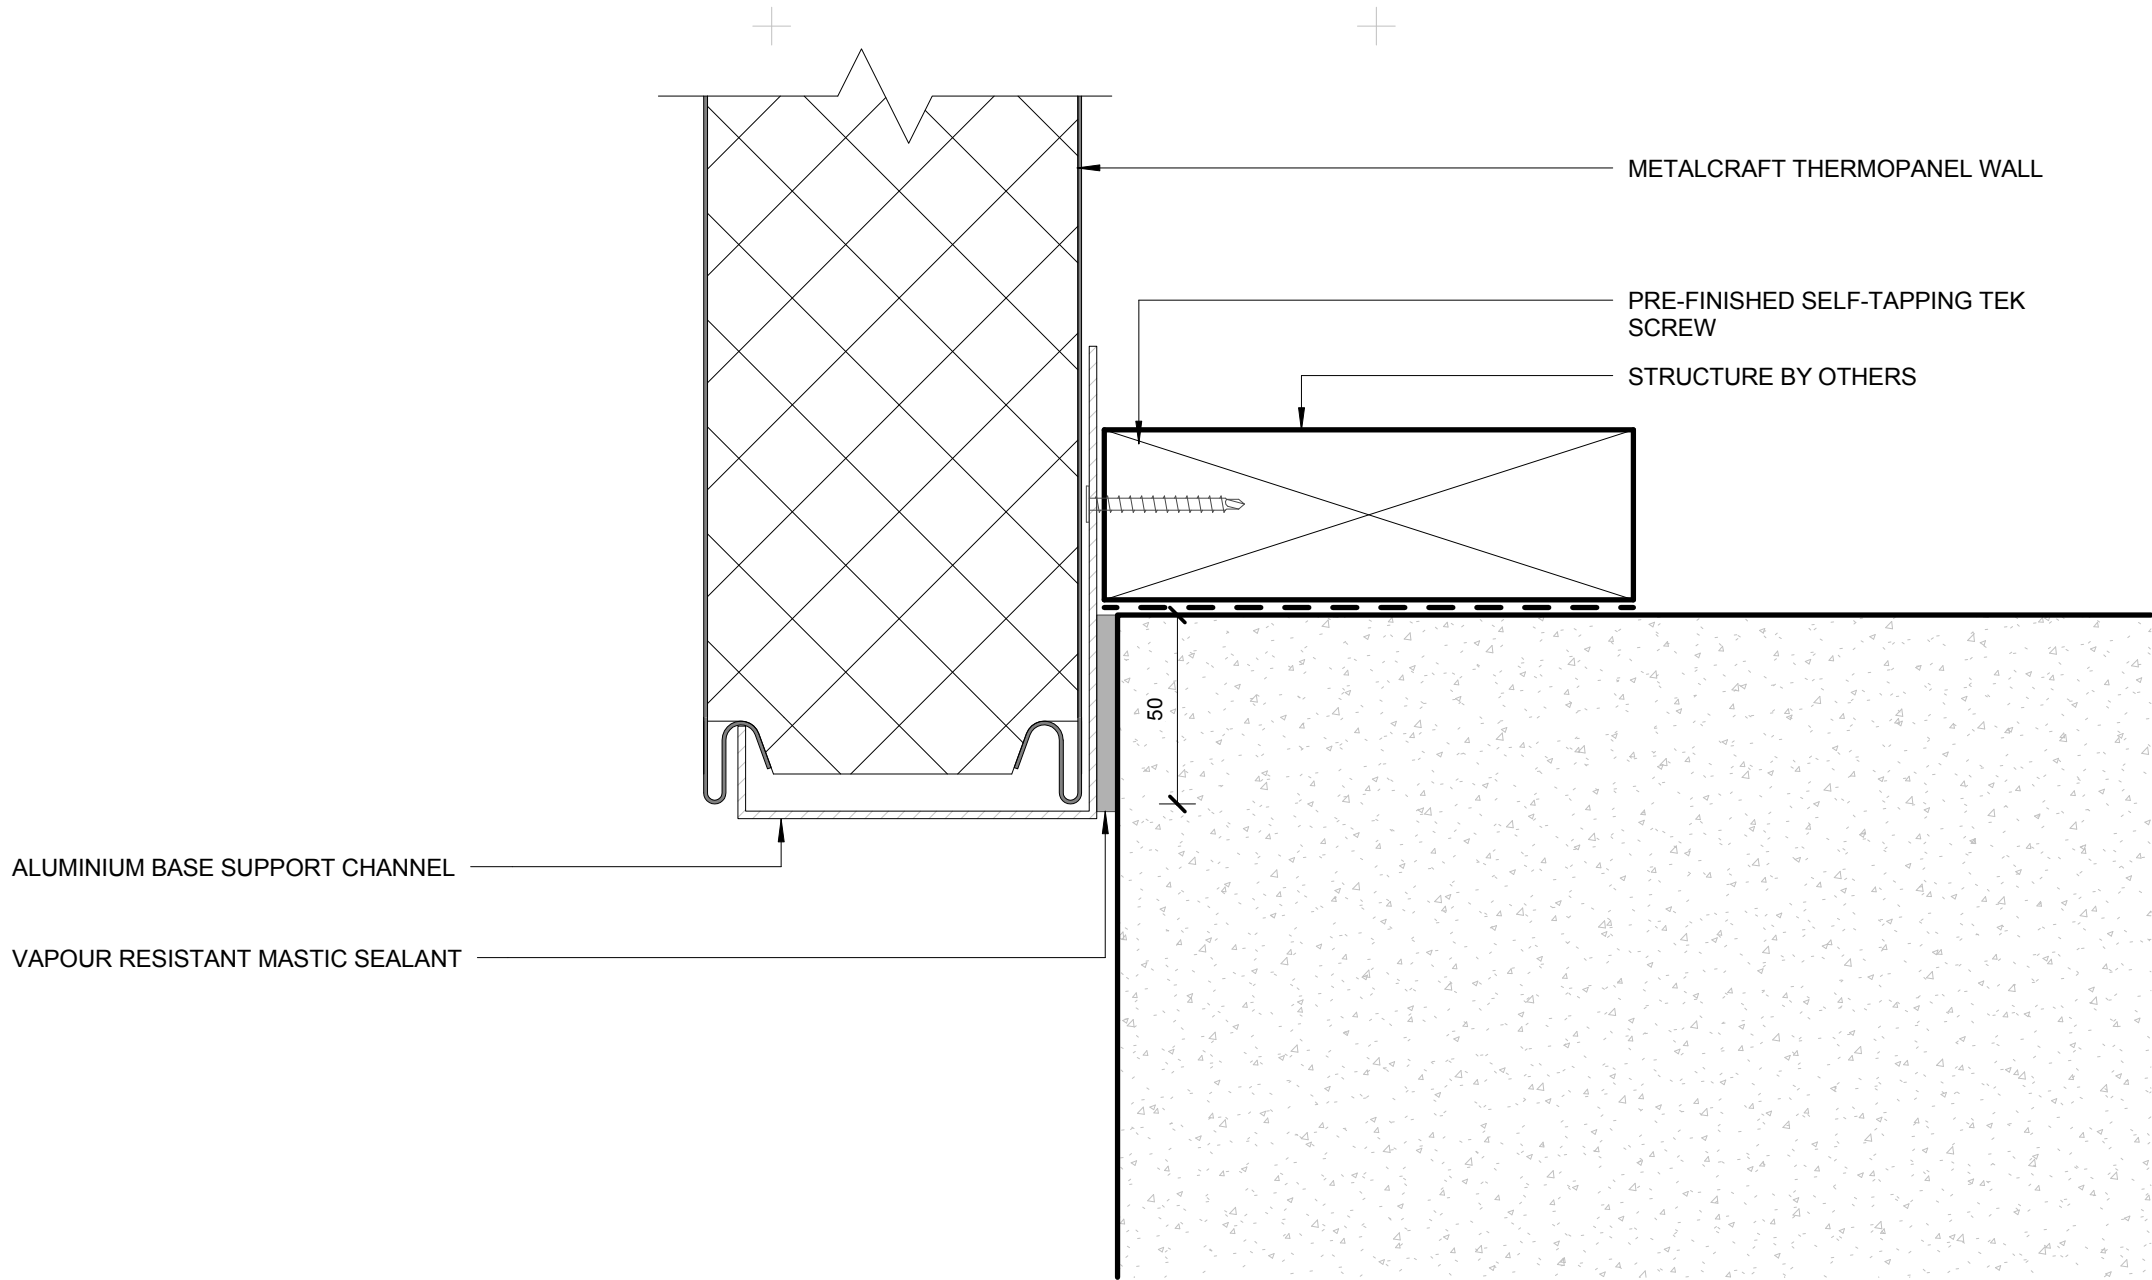 METALCRAFT THERMOPANEL WALL
PRE-FINISHED SELF-TAPPING TEK
SCREW
STRUCTURE BY OTHERS
50
ALUMINIUM BASE SUPPORT CHANNEL
VAPOUR RESISTANT MASTIC SEALANT